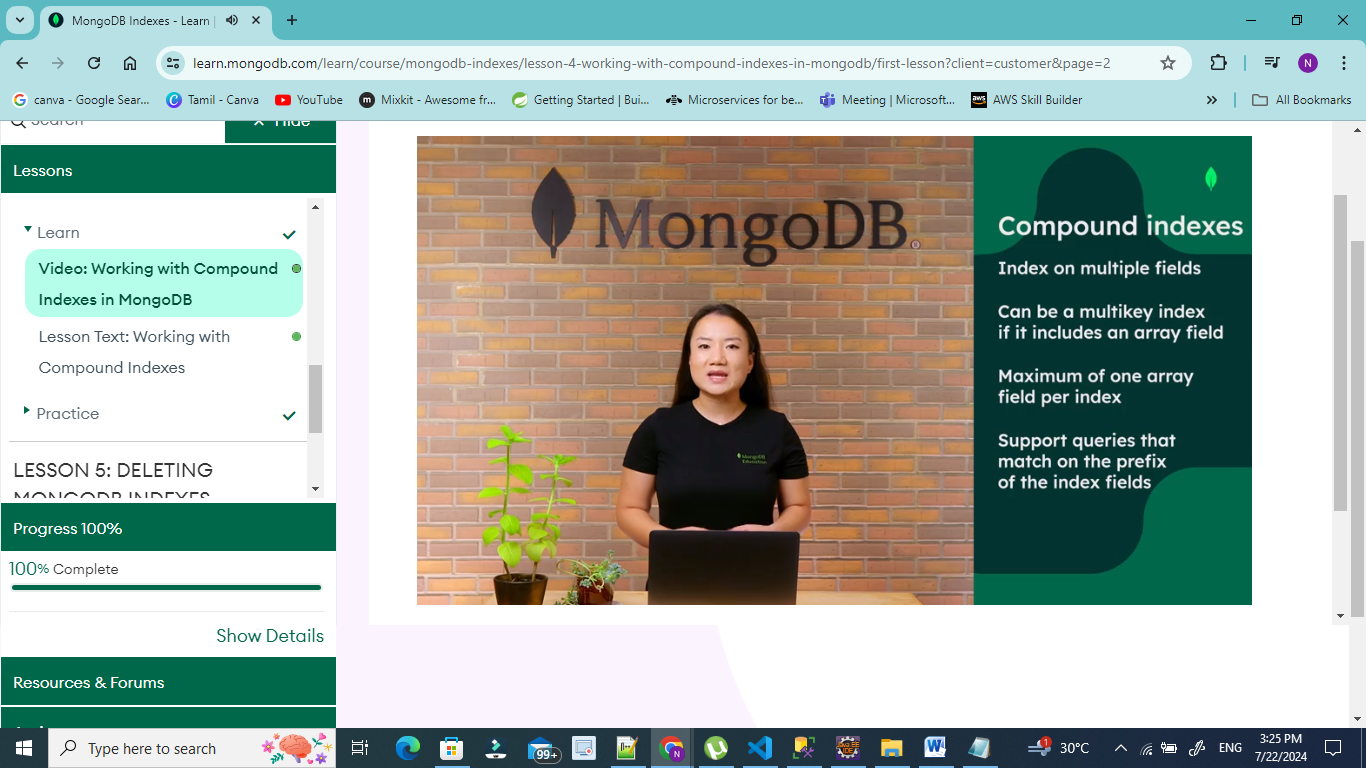 MongoDB Indexes - Learn |
learn.mongodb.com/learn/course/mongodb-indexes/lesson-4-working-with-compound-indexes-in-mongodb/first-lesson?client=customer&page=2
N
canva - Google Sear...
Tamil - Canva
YouTube
Mixkit - Awesome fr...
Getting Started | Bui...
Microservices for be...
Meeting | Microsoft...
AWS Skill Builder
»
All Bookmarks
Search
× Hide
Lessons
Learn
Video: Working with Compound
Indexes in MongoDB
Lesson Text: Working with
Compound Indexes
Practice
LESSON 5: DELETING
MONGODB INDEXES
Progress 100%
100% Complete
Show Details
Resources & Forums
MongoDB®
MongoDB
Education
Compound indexes
Index on multiple fields
Can be a multikey index
if it includes an array field
Maximum of one array
field per index
Support queries that
match on the prefix
of the index fields
Type here to search
99+
N
1
30°C
ENG
3:25 PM
7/22/2024